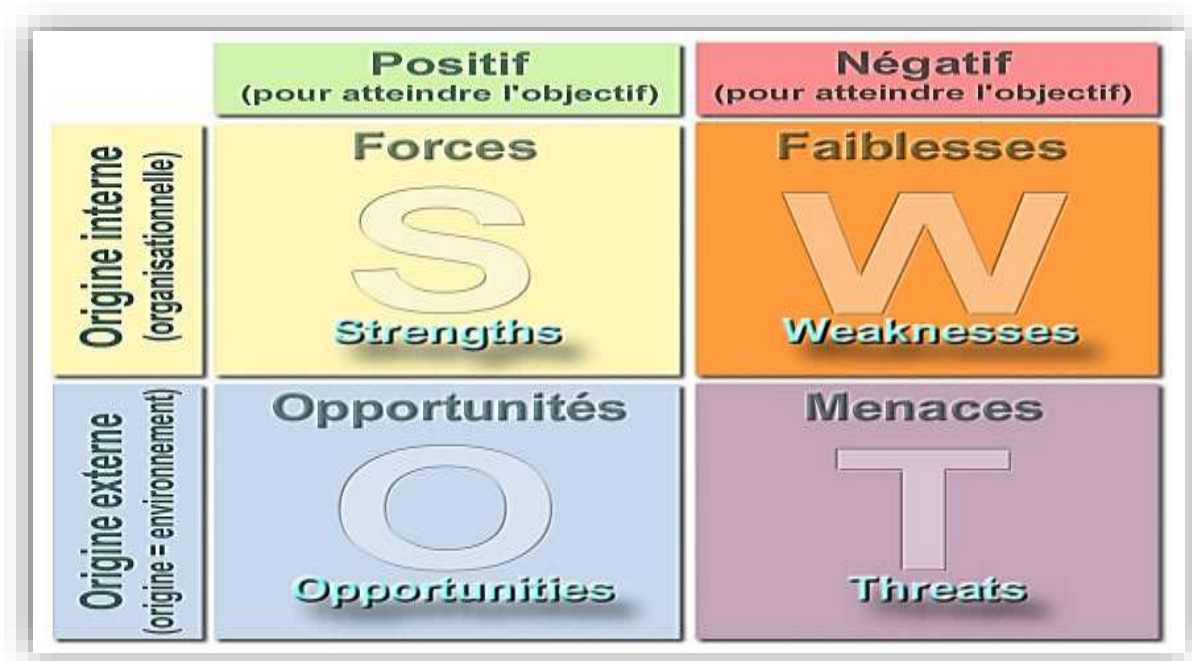 Positif
(pour atteindre l'objectif)
Négatif
(pour atteindre l'objectif)
Origine interne
(organisationnelle)
Forces
S
Strengths
Faiblesses
W
Weaknesses
Origine externe
(origine = environnement)
Opportunités
O
Opportunities
Menaces
T
Threats